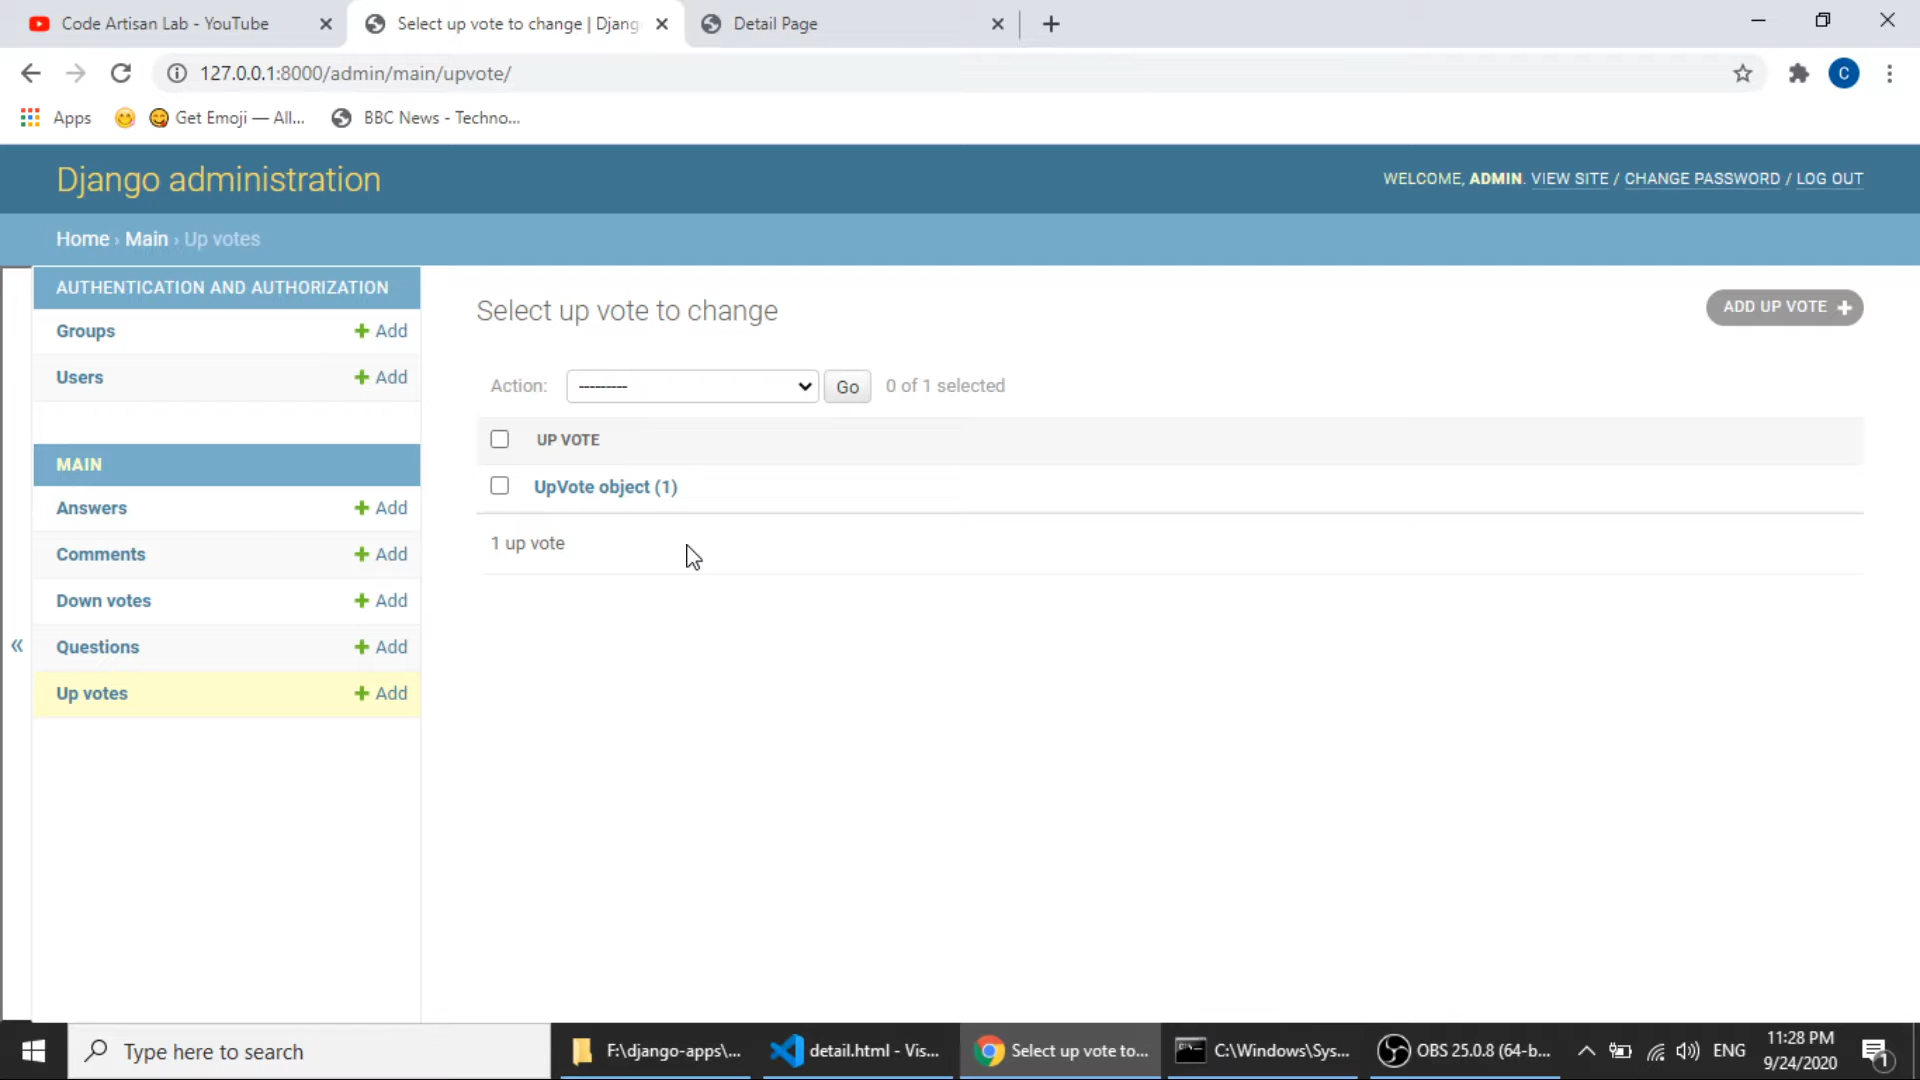 Code Artisan Lab - YouTube
Select up vote to change | Djang
Detail Page
127.0.0.1:8000/admin/main/upvote/
C
Apps
Get Emoji — All...
BBC News - Techno...
Django administration
WELCOME, ADMIN. VIEW SITE / CHANGE PASSWORD / LOG OUT
Home › Main › Up votes
AUTHENTICATION AND AUTHORIZATION
Groups + Add
Users + Add
MAIN
Answers + Add
Comments + Add
Down votes + Add
Questions + Add
Up votes + Add
«
Select up vote to change
ADD UP VOTE +
Action: --------- Go 0 of 1 selected
UP VOTE
UpVote object (1)
1 up vote
Type here to search
F:\django-apps\...
detail.html - Vis...
Select up vote to...
C:\Windows\Sys...
OBS 25.0.8 (64-b...
ENG
11:28 PM
9/24/2020
1